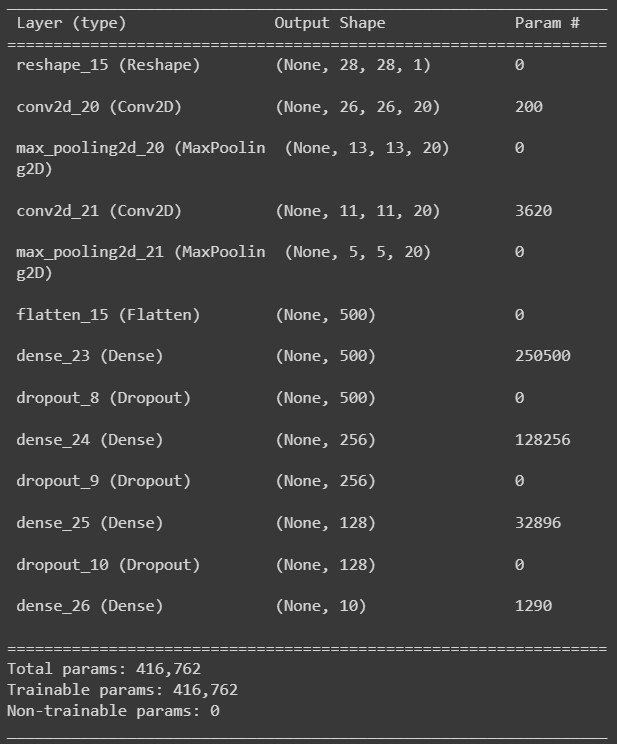 Layer (type) Output Shape Param #
=================================================================
reshape_15 (Reshape) (None, 28, 28, 1) 0
conv2d_20 (Conv2D) (None, 26, 26, 20) 200
max_pooling2d_20 (MaxPoolin (None, 13, 13, 20) 0
g2D)
conv2d_21 (Conv2D) (None, 11, 11, 20) 3620
max_pooling2d_21 (MaxPoolin (None, 5, 5, 20) 0
g2D)
flatten_15 (Flatten) (None, 500) 0
dense_23 (Dense) (None, 500) 250500
dropout_8 (Dropout) (None, 500) 0
dense_24 (Dense) (None, 256) 128256
dropout_9 (Dropout) (None, 256) 0
dense_25 (Dense) (None, 128) 32896
dropout_10 (Dropout) (None, 128) 0
dense_26 (Dense) (None, 10) 1290
=================================================================
Total params: 416,762
Trainable params: 416,762
Non-trainable params: 0